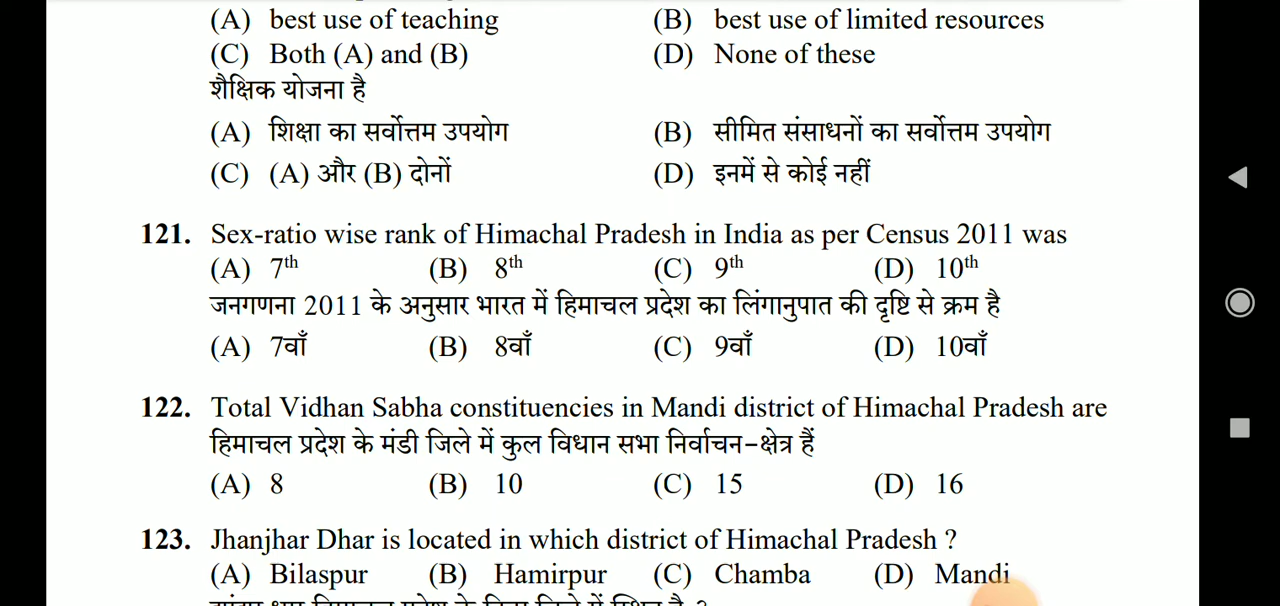 (A) best use of teaching (B) best use of limited resources
(C) Both (A) and (B) (D) None of these
शैक्षिक योजना है
(A) शिक्षा का सर्वोत्तम उपयोग (B) सीमित संसाधनों का सर्वोत्तम उपयोग
(C) (A) और (B) दोनों (D) इनमें से कोई नहीं
121. Sex-ratio wise rank of Himachal Pradesh in India as per Census 2011 was
(A) 7th (B) 8th (C) 9th (D) 10th
जनगणना 2011 के अनुसार भारत में हिमाचल प्रदेश का लिंगानुपात की दृष्टि से क्रम है
(A) 7वाँ (B) 8वाँ (C) 9वाँ (D) 10वाँ
122. Total Vidhan Sabha constituencies in Mandi district of Himachal Pradesh are
हिमाचल प्रदेश के मंडी जिले में कुल विधान सभा निर्वाचन-क्षेत्र हैं
(A) 8 (B) 10 (C) 15 (D) 16
123. Jhanjhar Dhar is located in which district of Himachal Pradesh ?
(A) Bilaspur (B) Hamirpur (C) Chamba (D) Mandi